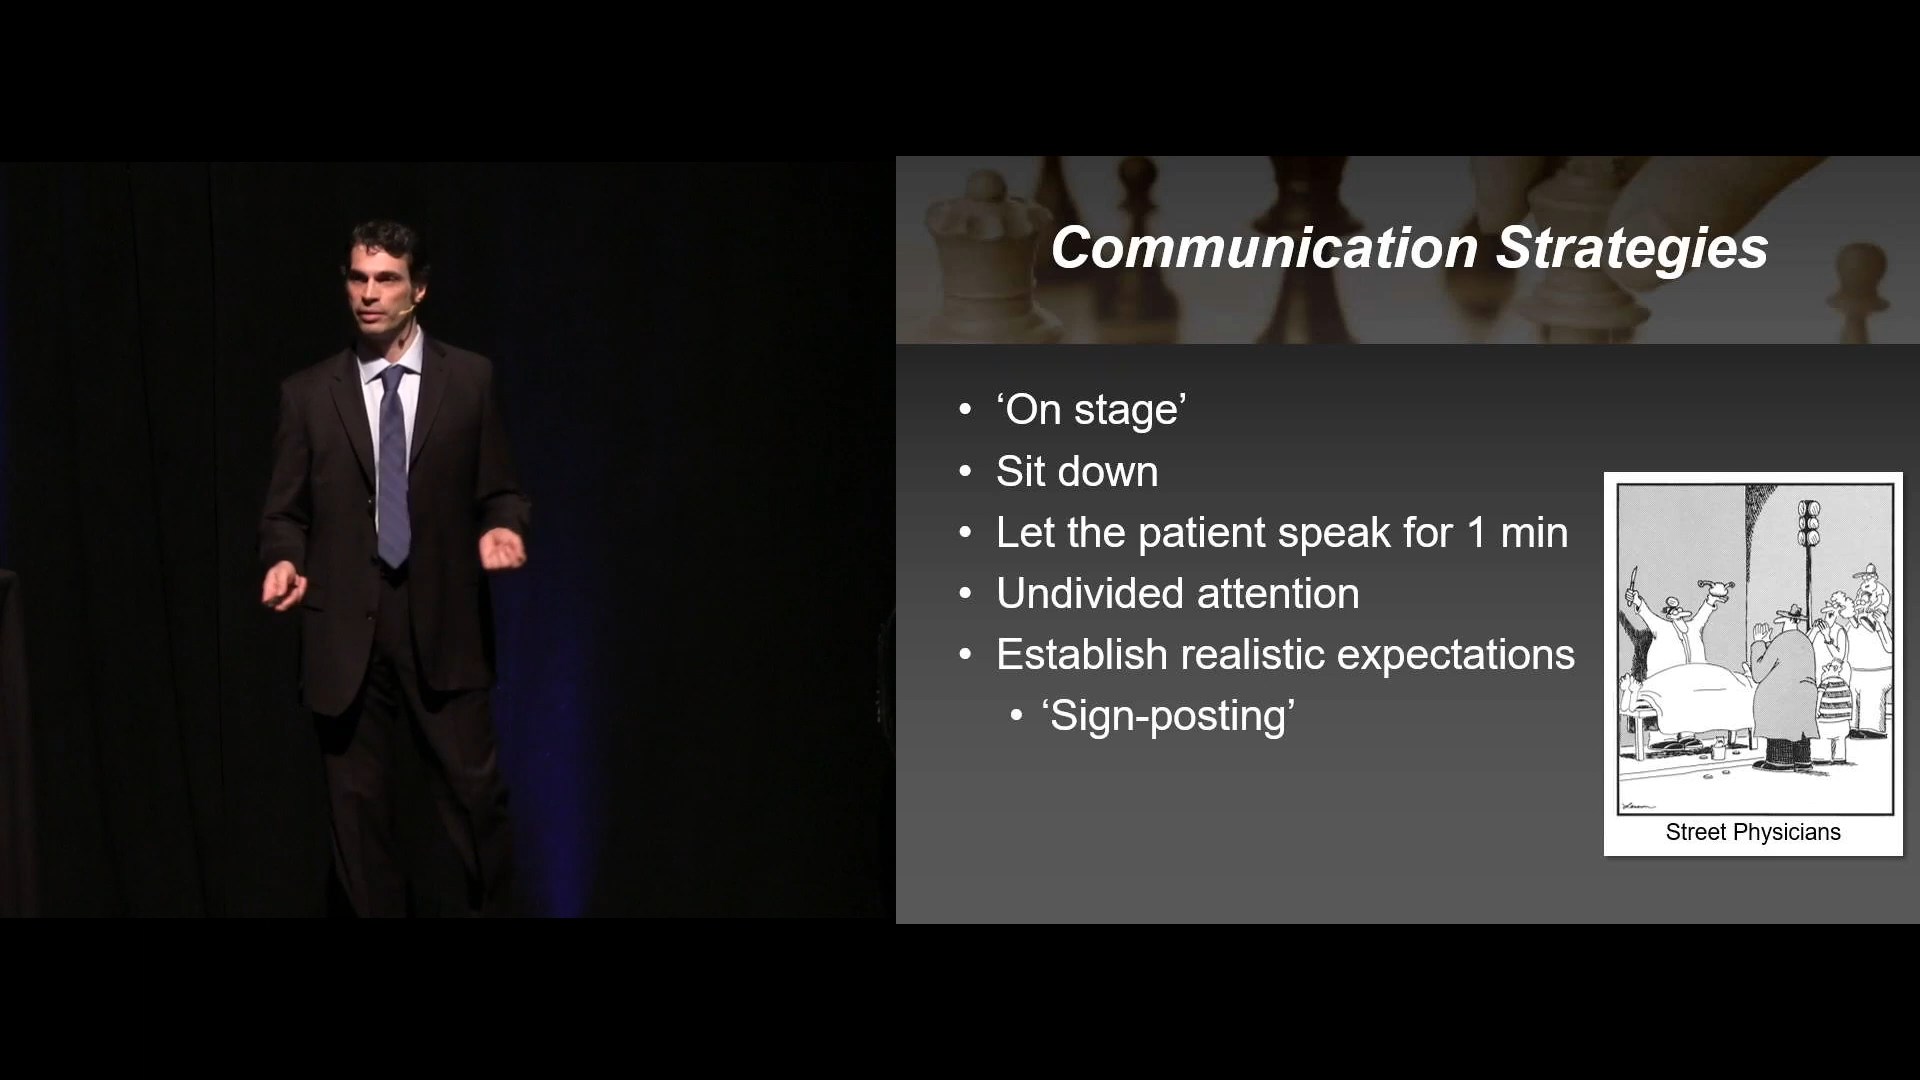 Communication Strategies
• ‘On stage’
• Sit down
• Let the patient speak for 1 min
• Undivided attention
• Establish realistic expectations
• ‘Sign-posting’
Street Physicians